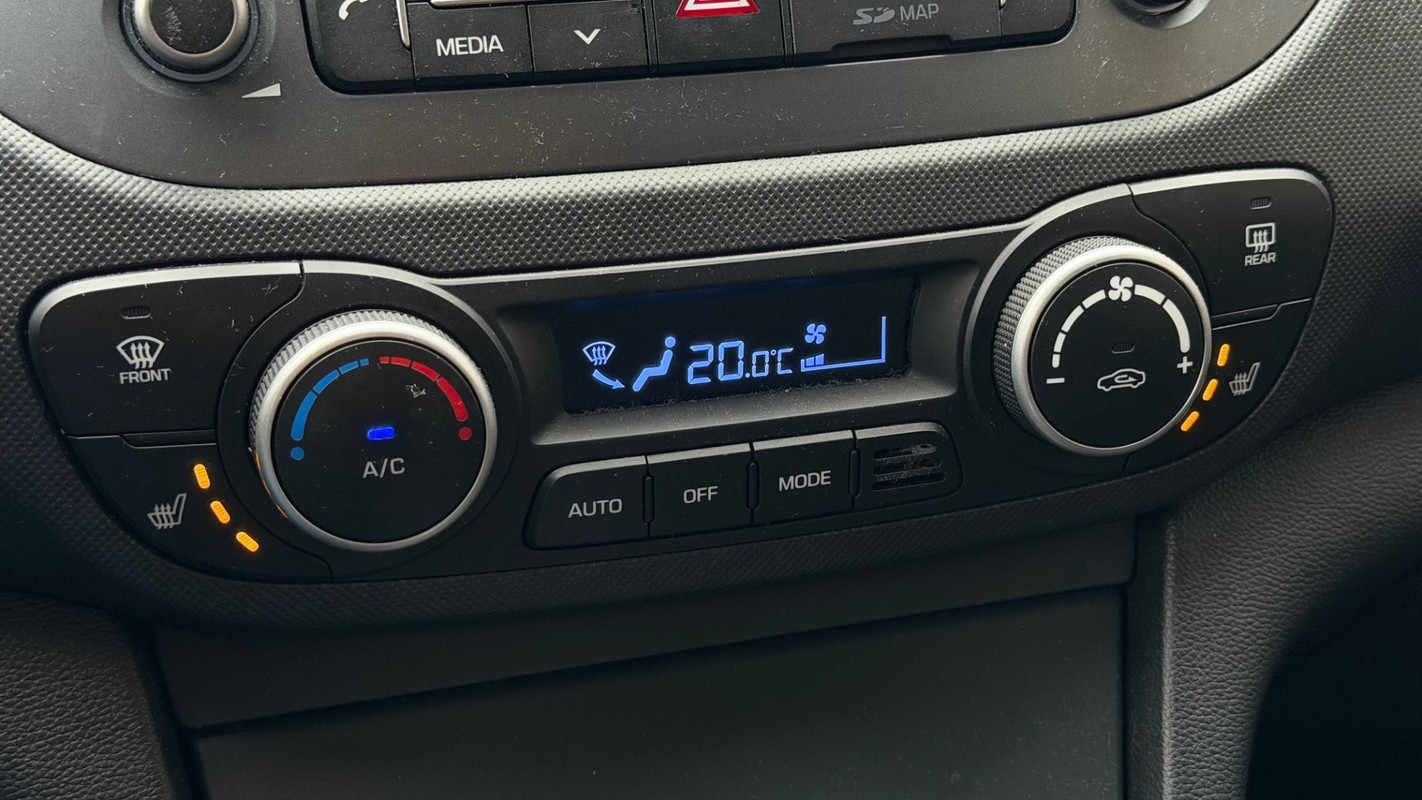 MEDIA
SD MAP
FRONT
20.0°C
REAR
A/C
- +
AUTO
OFF
MODE